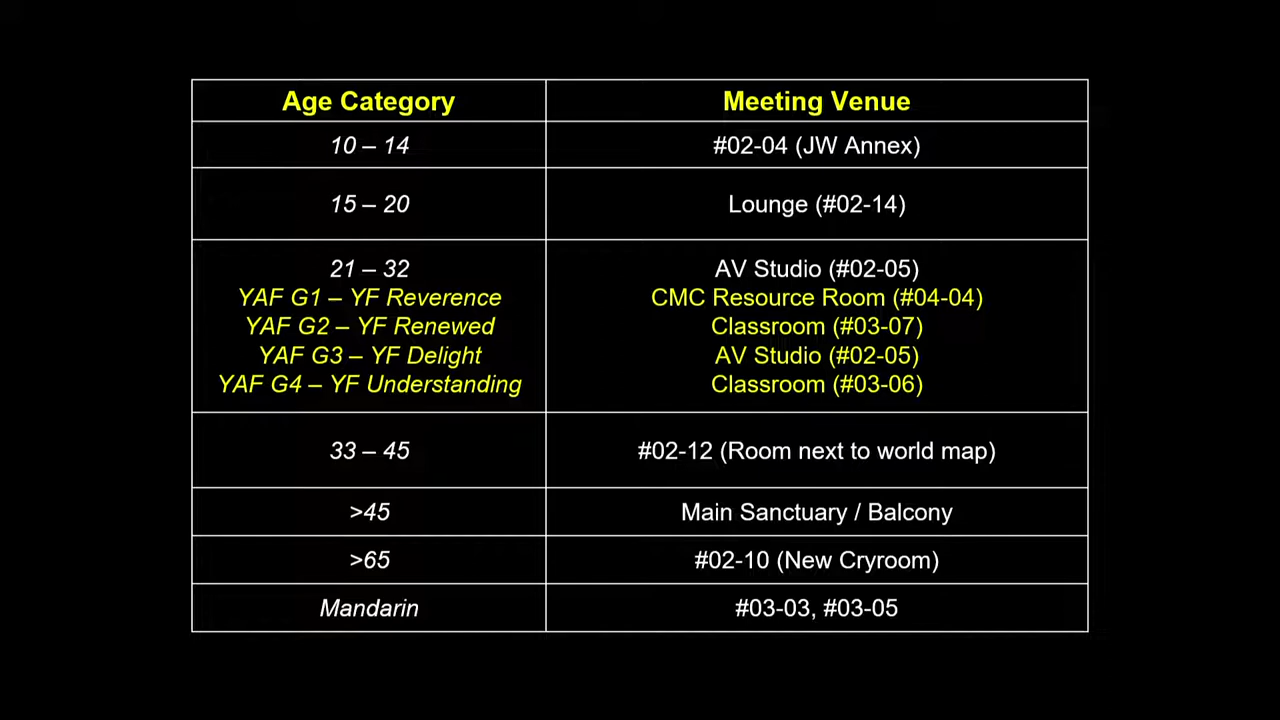 Age Category Meeting Venue
10 – 14 #02-04 (JW Annex)
15 – 20 Lounge (#02-14)
21 – 32 AV Studio (#02-05)
YAF G1 – YF Reverence CMC Resource Room (#04-04)
YAF G2 – YF Renewed Classroom (#03-07)
YAF G3 – YF Delight AV Studio (#02-05)
YAF G4 – YF Understanding Classroom (#03-06)
33 – 45 #02-12 (Room next to world map)
>45 Main Sanctuary / Balcony
>65 #02-10 (New Cryroom)
Mandarin #03-03, #03-05